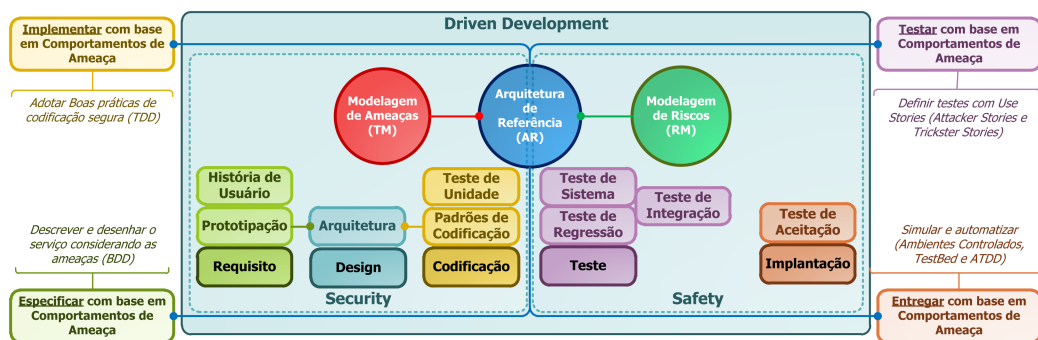 Driven Development
Implementar com base
em Comportamentos de
Ameaça
Adotar Boas práticas de
codificação segura (TDD)
Testar com base em
Comportamentos de
Ameaça
Definir testes com Use
Stories (Attacker Stories e
Trickster Stories)
Modelagem
de Ameaças
(TM)
Arquitetura
de
Referência
(AR)
Modelagem
de Riscos
(RM)
História de
Usuário
Prototipação
Requisito
Arquitetura
Design
Teste de
Unidade
Padrões de
Codificação
Codificação
Teste de
Sistema
Teste de
Regressão
Teste
Teste de
Integração
Teste de
Aceitação
Implantação
Security
Safety
Descrever e desenhar o
serviço considerando as
ameaças (BDD)
Especificar com base em
Comportamentos de
Ameaça
Simular e automatizar
(Ambientes Controlados,
TestBed e ATDD)
Entregar com base em
Comportamentos de
Ameaça